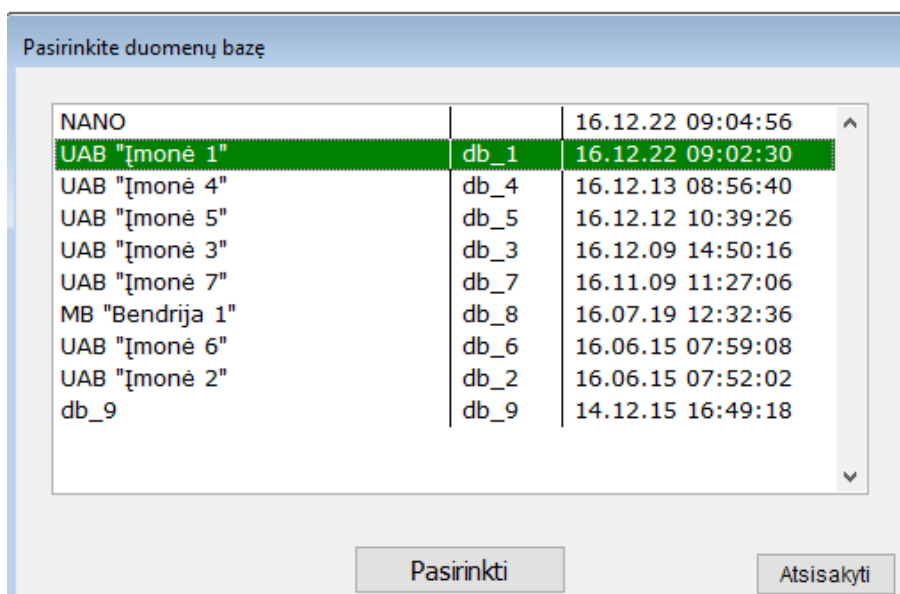 Pasirinkite duomenų bazę
NANO 16.12.22 09:04:56
UAB "Įmonė 1" db_1 16.12.22 09:02:30
UAB "Įmonė 4" db_4 16.12.13 08:56:40
UAB "Įmonė 5" db_5 16.12.12 10:39:26
UAB "Įmonė 3" db_3 16.12.09 14:50:16
UAB "Įmonė 7" db_7 16.11.09 11:27:06
MB "Bendrija 1" db_8 16.07.19 12:32:36
UAB "Įmonė 6" db_6 16.06.15 07:59:08
UAB "Įmonė 2" db_2 16.06.15 07:52:02
db_9 db_9 14.12.15 16:49:18
Pasirinkti Atsisakyti